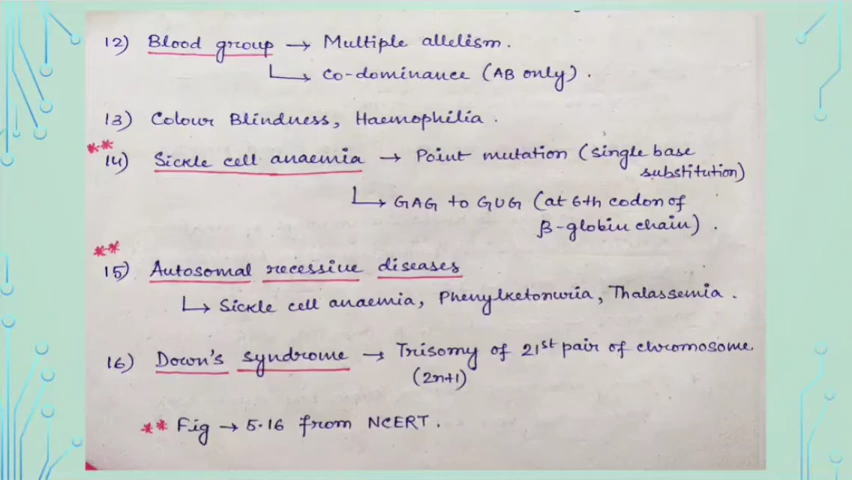 12) Blood group → Multiple allelism.
↳ Co-dominance (AB only).
13) Colour Blindness, Haemophilia.
** 14) Sickle cell anaemia → Point mutation (single base
substitution)
↳ GAG to GUG (at 6th codon of
β-globin chain).
** 15) Autosomal recessive diseases
↳ Sickle cell anaemia, Phenylketonuria, Thalassemia.
16) Down's syndrome → Trisomy of 21st pair of chromosome
(2n+1)
** Fig → 5.16 from NCERT.